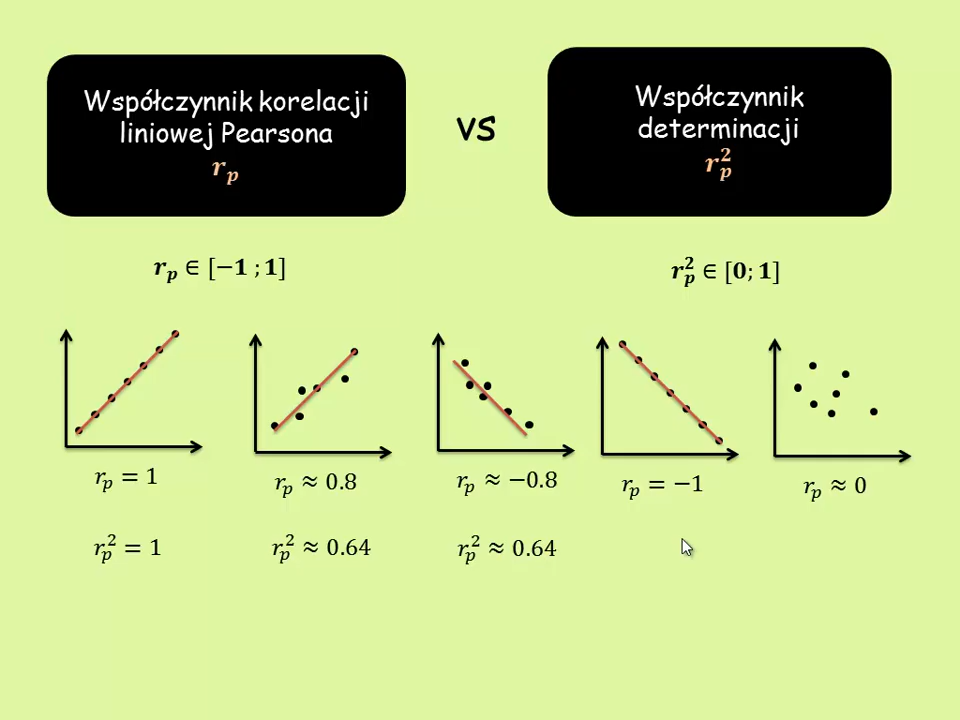 Współczynnik korelacji
liniowej Pearsona
r_p
vs
Współczynnik
determinacji
r_p^2
r_p ∈ [−1 ; 1]
r_p^2 ∈ [0; 1]
r_p = 1
r_p ≈ 0.8
r_p ≈ −0.8
r_p = −1
r_p ≈ 0
r_p^2 = 1
r_p^2 ≈ 0.64
r_p^2 ≈ 0.64